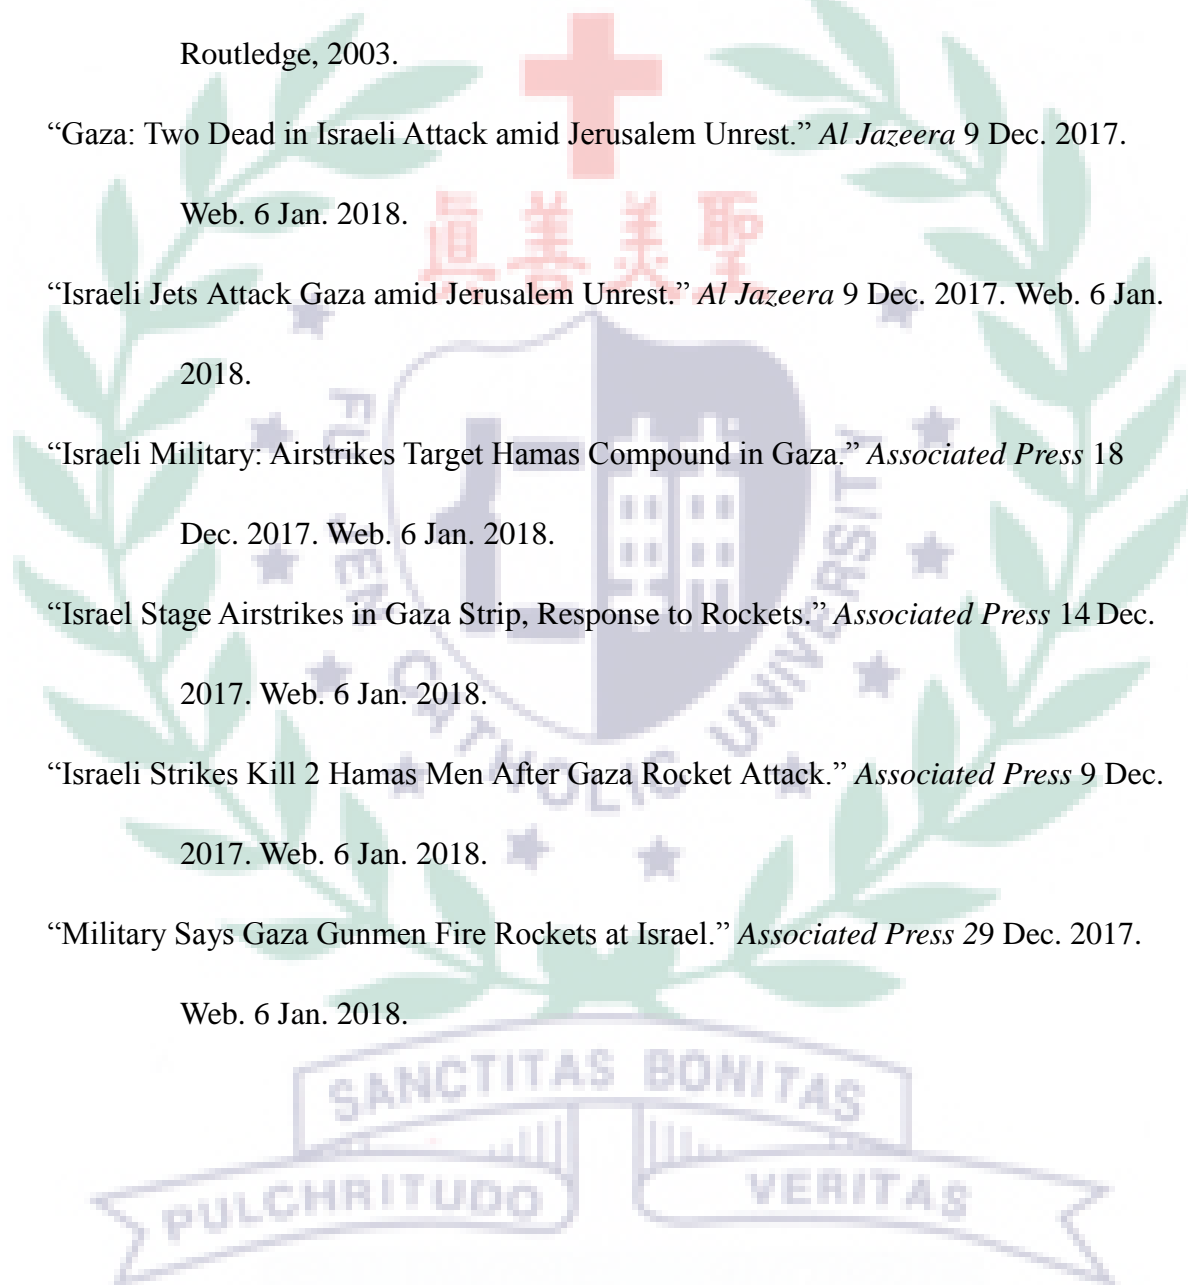 Routledge, 2003.
“Gaza: Two Dead in Israeli Attack amid Jerusalem Unrest.” Al Jazeera 9 Dec. 2017.
Web. 6 Jan. 2018.
眞善美聖
“Israeli Jets Attack Gaza amid Jerusalem Unrest.” Al Jazeera 9 Dec. 2017. Web. 6 Jan.
2018.
“Israeli Military: Airstrikes Target Hamas Compound in Gaza.” Associated Press 18
Dec. 2017. Web. 6 Jan. 2018.
“Israel Stage Airstrikes in Gaza Strip, Response to Rockets.” Associated Press 14 Dec.
2017. Web. 6 Jan. 2018.
“Israeli Strikes Kill 2 Hamas Men After Gaza Rocket Attack.” Associated Press 9 Dec.
2017. Web. 6 Jan. 2018.
“Military Says Gaza Gunmen Fire Rockets at Israel.” Associated Press 29 Dec. 2017.
Web. 6 Jan. 2018.
FU JEN CATHOLIC UNIVERSITY
SANCTITAS BONITAS
PULCHRITUDO VERITAS